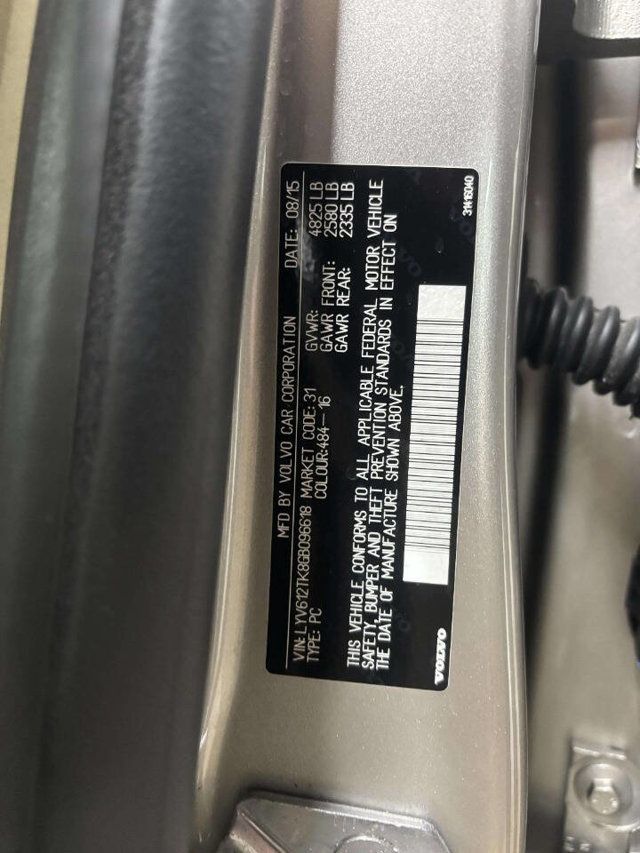 MFD BY VOLVO CAR CORPORATION DATE: 08/15
VIN: LYV612TK8GB096618 MARKET CODE: 31 GVWR: 4825 LB
TYPE: PC COLOUR:484-16 GAWR FRONT: 2580 LB
GAWR REAR: 2335 LB
THIS VEHICLE CONFORMS TO ALL APPLICABLE FEDERAL MOTOR VEHICLE
SAFETY, BUMPER AND THEFT PREVENTION STANDARDS IN EFFECT ON
THE DATE OF MANUFACTURE SHOWN ABOVE.
VOLVO 31416040